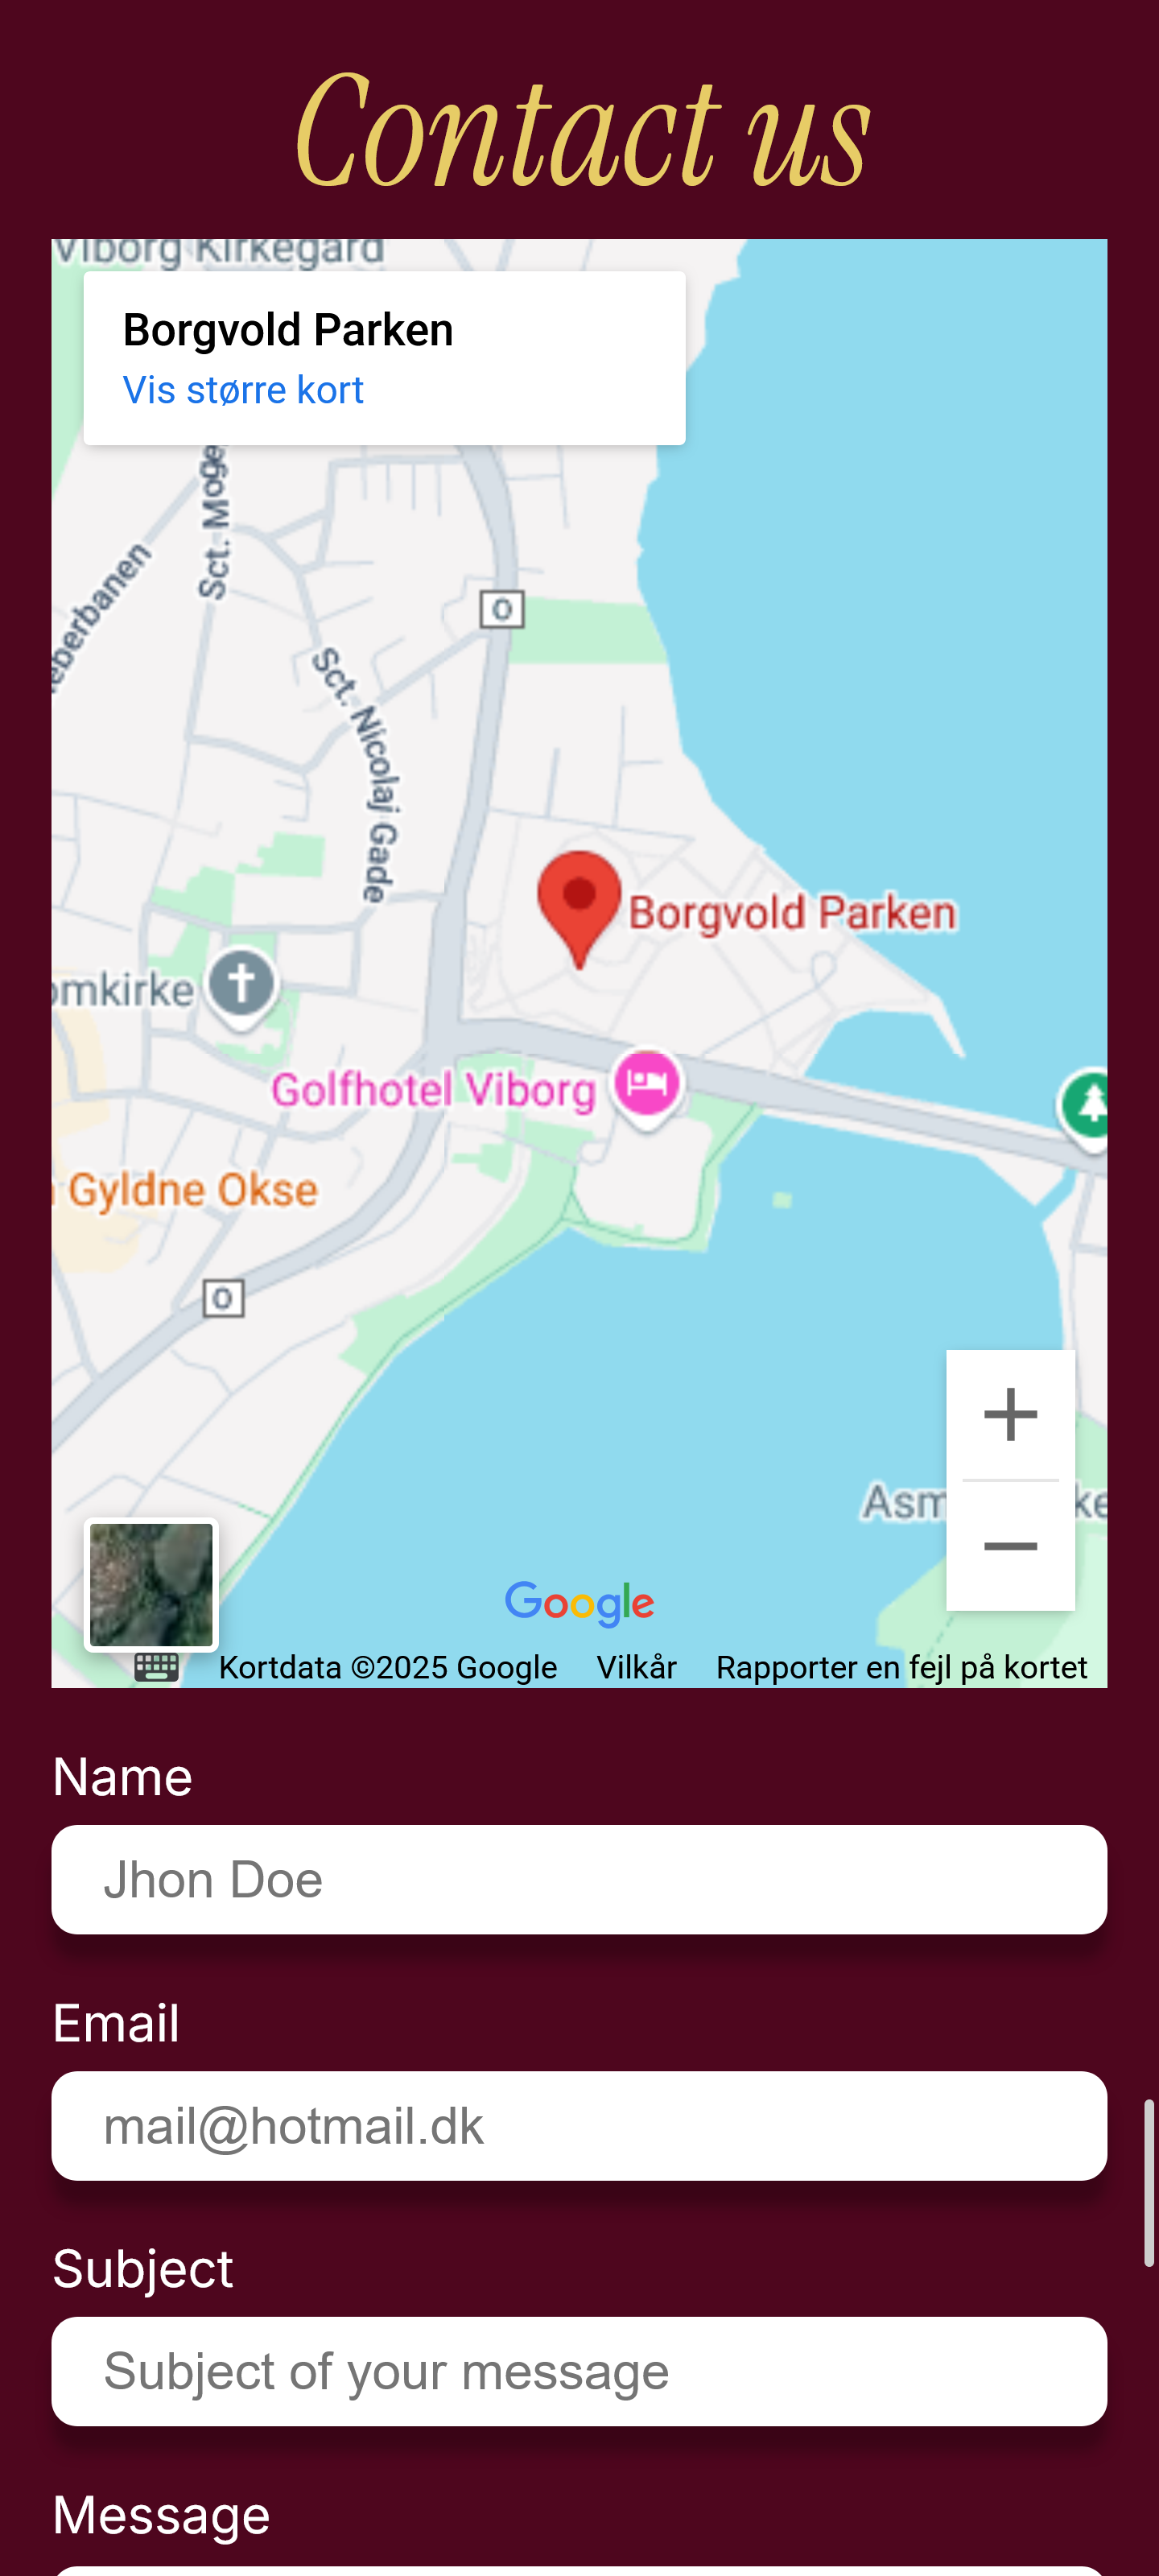 Contact us
Viborg Kirkegård
Borgvold Parken
Vis større kort
Sct. Moge
eberbanen
O
Sct. Nicolaj Gade
Borgvold Parken
omkirke
Golfhotel Viborg
Gyldne Okse
O
Asm
ke
Google
Kortdata ©2025 Google Vilkår Rapporter en fejl på kortet
Name
Jhon Doe
Email
mail@hotmail.dk
Subject
Subject of your message
Message